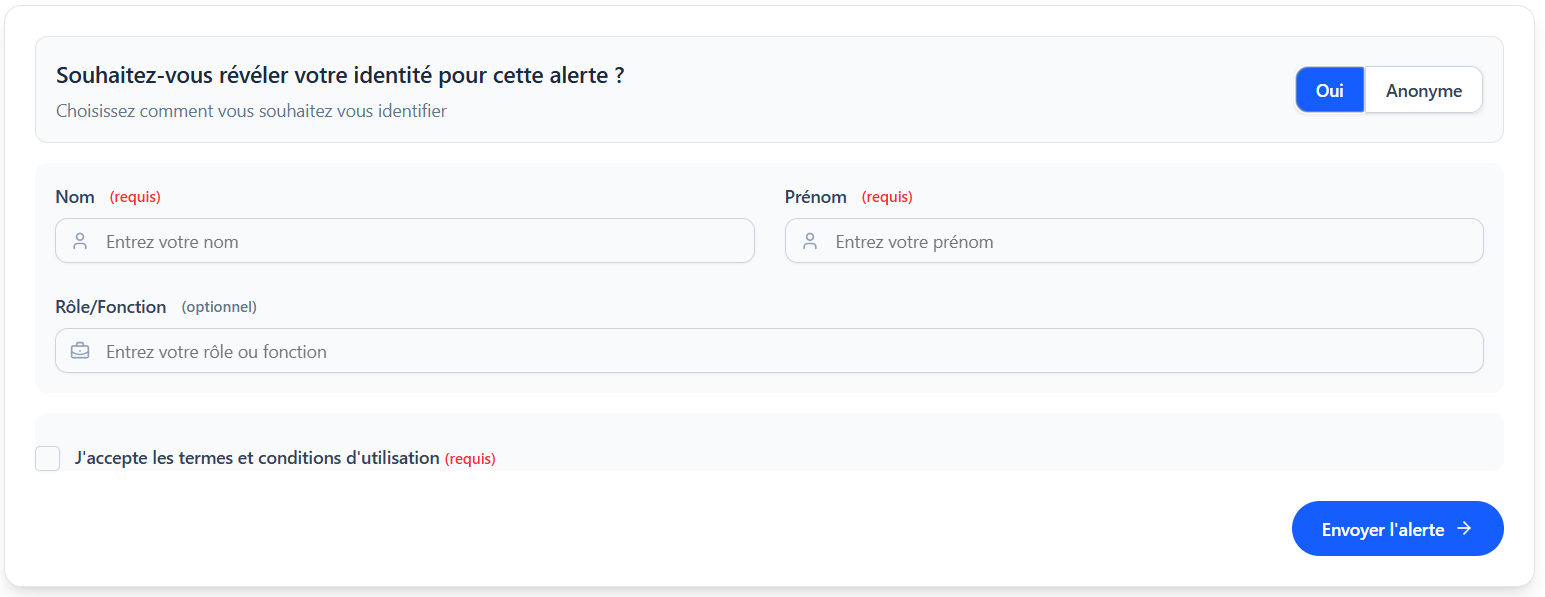 Souhaitez-vous révéler votre identité pour cette alerte ?
Choisissez comment vous souhaitez vous identifier
Oui
Anonyme
Nom (requis)
Prénom (requis)
Entrez votre nom
Entrez votre prénom
Rôle/Fonction (optionnel)
Entrez votre rôle ou fonction
J'accepte les termes et conditions d'utilisation (requis)
Envoyer l'alerte →